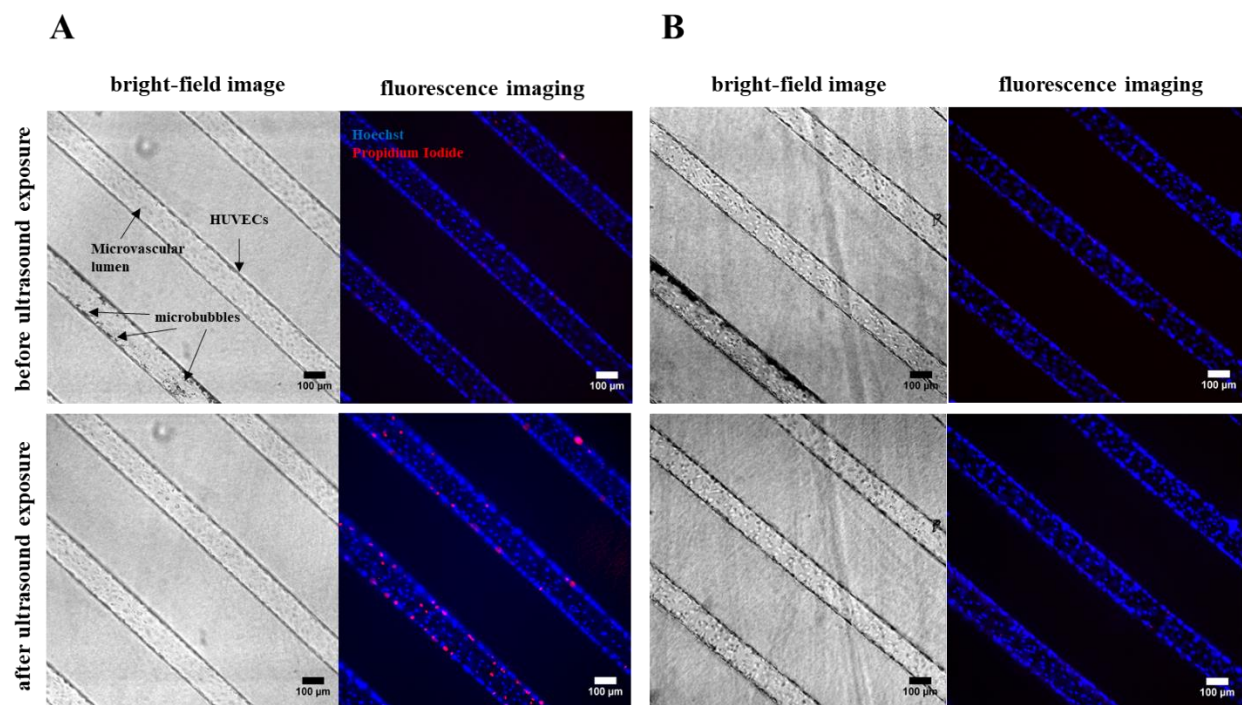 A
B
bright-field image
fluorescence imaging
bright-field image
fluorescence imaging
before ultrasound exposure
Hoechst
Propidium Iodide
HUVECs
Microvascular
lumen
microbubbles
100 µm
100 µm
100 µm
100 µm
after ultrasound exposure
100 µm
100 µm
100 µm
100 µm